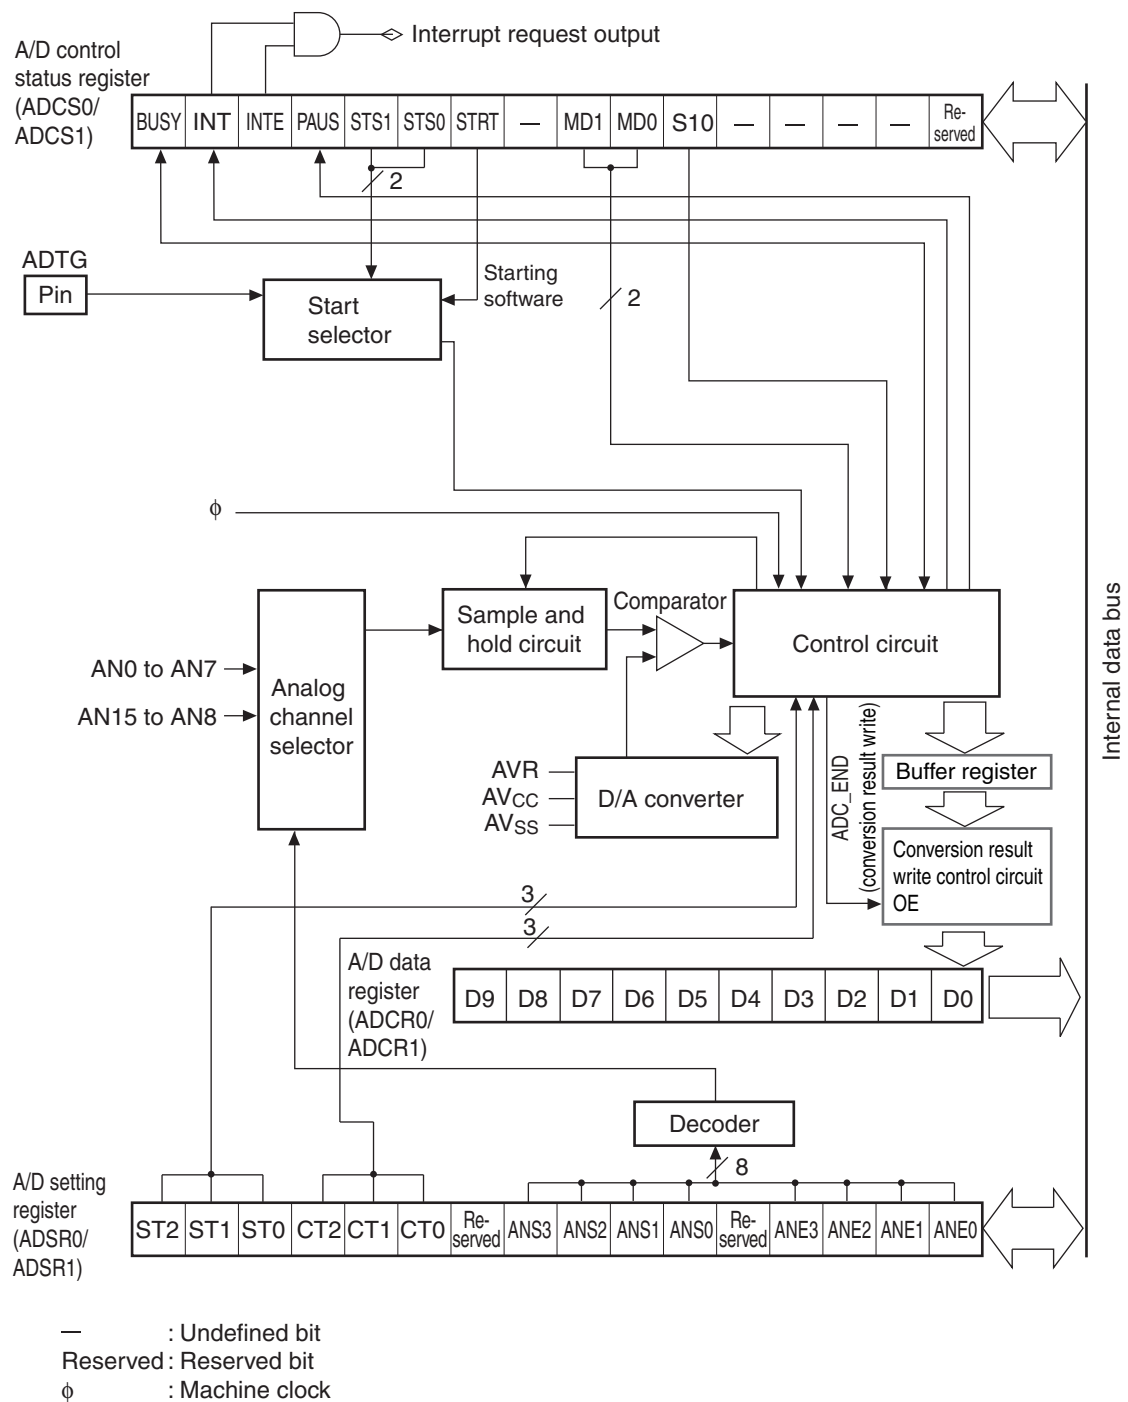 Interrupt request output
A/D control
status register
(ADCS0/
ADCS1)
BUSY INT INTE PAUS STS1 STS0 STRT — MD1 MD0 S10 — — — — Re-
served
2
ADTG
Pin
Start
selector
Starting
software
2
ϕ
Sample and
hold circuit
Comparator
Control circuit
AN0 to AN7
AN15 to AN8
Analog
channel
selector
AVR
AVCC
AVSS
D/A converter
ADC_END
(conversion result write)
Buffer register
Conversion result
write control circuit
OE
Internal data bus
3
3
A/D data
register
(ADCR0/
ADCR1)
D9 D8 D7 D6 D5 D4 D3 D2 D1 D0
Decoder
8
A/D setting
register
(ADSR0/
ADSR1)
ST2 ST1 ST0 CT2 CT1 CT0 Re-
served ANS3 ANS2 ANS1 ANS0 Re-
served ANE3 ANE2 ANE1 ANE0
— : Undefined bit
Reserved : Reserved bit
ϕ : Machine clock